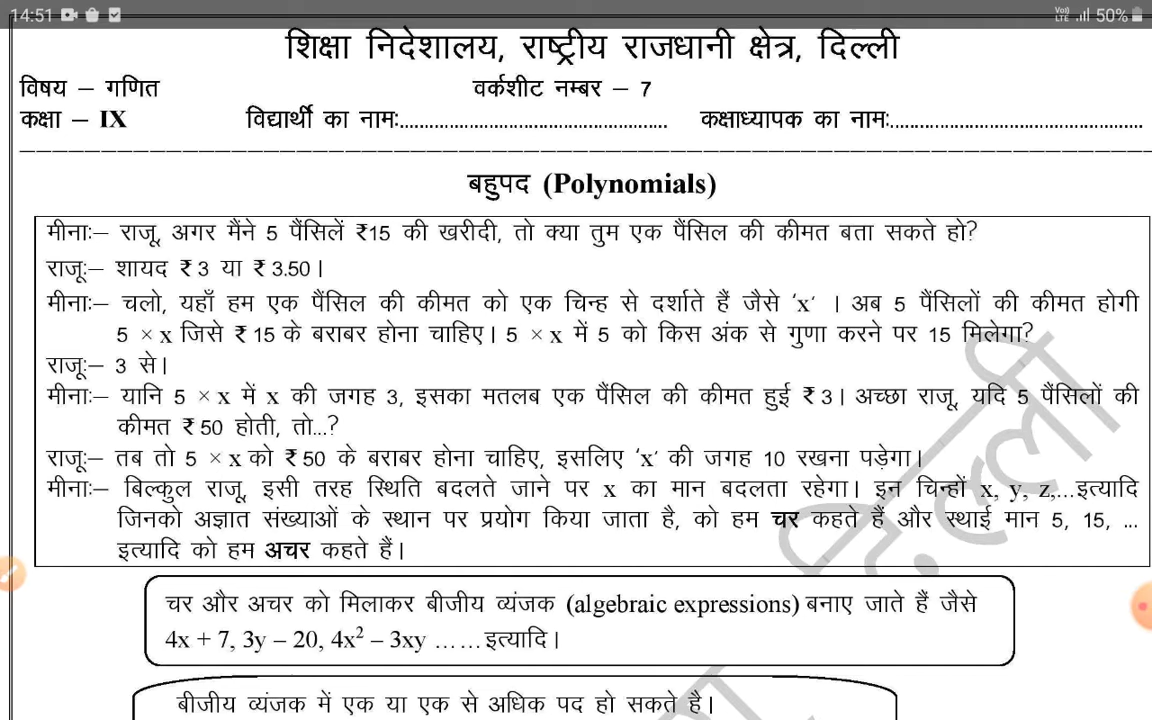 14:51 50%
शिक्षा निदेशालय, राष्ट्रीय राजधानी क्षेत्र, दिल्ली
विषय – गणित वर्कशीट नम्बर – 7
कक्षा – IX विद्यार्थी का नाम:.................................................... कक्षाध्यापक का नाम:.................................................
बहुपद (Polynomials)
मीनाः– राजू, अगर मैंने 5 पैंसिलें ₹15 की खरीदी, तो क्या तुम एक पैंसिल की कीमत बता सकते हो?
राजूः– शायद ₹ 3 या ₹ 3.50 ।
मीनाः– चलो, यहाँ हम एक पैंसिल की कीमत को एक चिन्ह से दर्शाते हैं जैसे ‘x’ । अब 5 पैंसिलों की कीमत होगी
5 × x जिसे ₹ 15 के बराबर होना चाहिए। 5 × x में 5 को किस अंक से गुणा करने पर 15 मिलेगा?
राजूः– 3 से।
मीनाः– यानि 5 × x में x की जगह 3, इसका मतलब एक पैंसिल की कीमत हुई ₹ 3। अच्छा राजू, यदि 5 पैंसिलों की
कीमत ₹ 50 होती, तो...?
राजूः– तब तो 5 × x को ₹ 50 के बराबर होना चाहिए, इसलिए ‘x’ की जगह 10 रखना पड़ेगा।
मीनाः– बिल्कुल राजू, इसी तरह स्थिति बदलते जाने पर x का मान बदलता रहेगा। इन चिन्हों x, y, z,...इत्यादि
जिनको अज्ञात संख्याओं के स्थान पर प्रयोग किया जाता है, को हम चर कहते हैं और स्थाई मान 5, 15, ...
इत्यादि को हम अचर कहते हैं।
चर और अचर को मिलाकर बीजीय व्यंजक (algebraic expressions) बनाए जाते हैं जैसे
4x + 7, 3y – 20, 4x² – 3xy …… इत्यादि ।
बीजीय व्यंजक में एक या एक से अधिक पद हो सकते है।